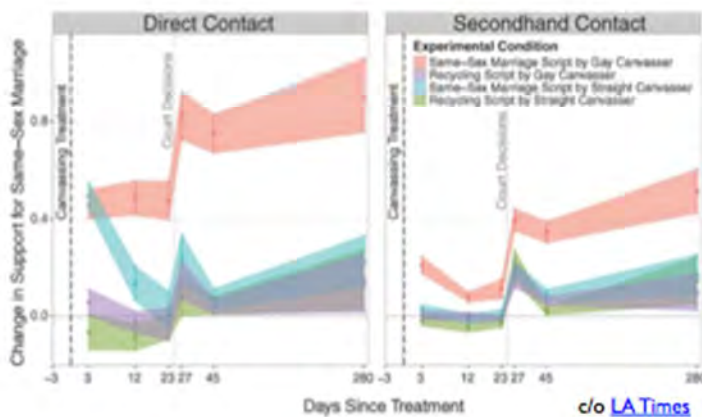 Direct Contact
Secondhand Contact
Change in Support for Same-Sex Marriage
0.8
0.4
0.0
Canvassing Treatment
Court Decisions
Canvassing Treatment
Court Decisions
Experimental Condition
Same-Sex Marriage Script by Gay Canvasser
Recycling Script by Gay Canvasser
Same-Sex Marriage Script by Straight Canvasser
Recycling Script by Straight Canvasser
-3 3 12 23 27 45 280
-3 3 12 23 27 45 280
Days Since Treatment
c/o LA Times